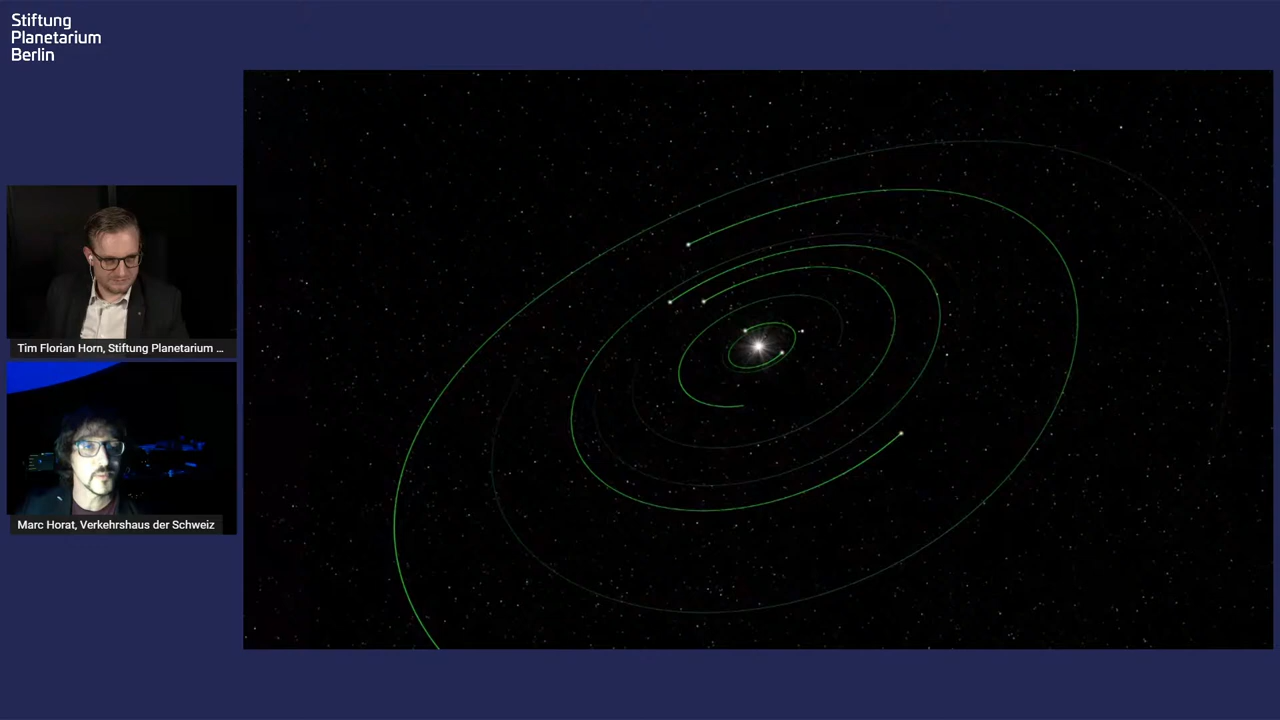 Stiftung
Planetarium
Berlin
Tim Florian Horn, Stiftung Planetarium ...
Marc Horat, Verkehrshaus der Schweiz